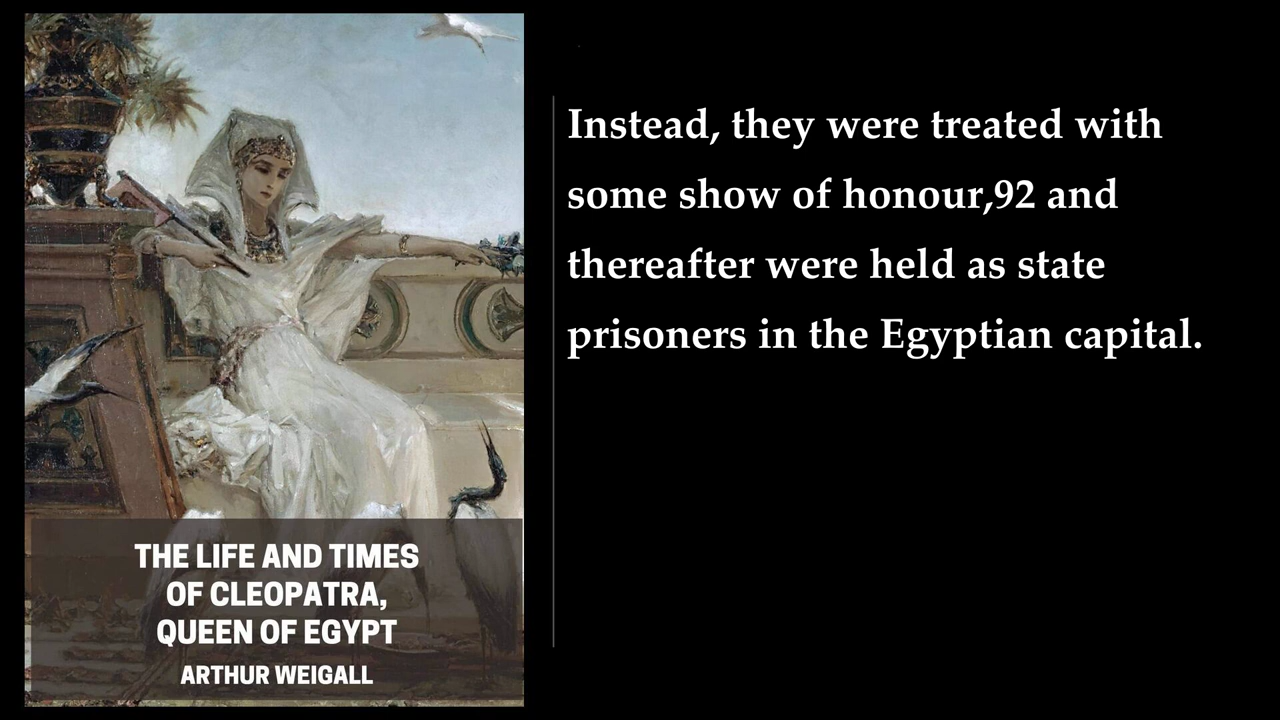 Instead, they were treated with
some show of honour,92 and
thereafter were held as state
prisoners in the Egyptian capital.
THE LIFE AND TIMES
OF CLEOPATRA,
QUEEN OF EGYPT
ARTHUR WEIGALL